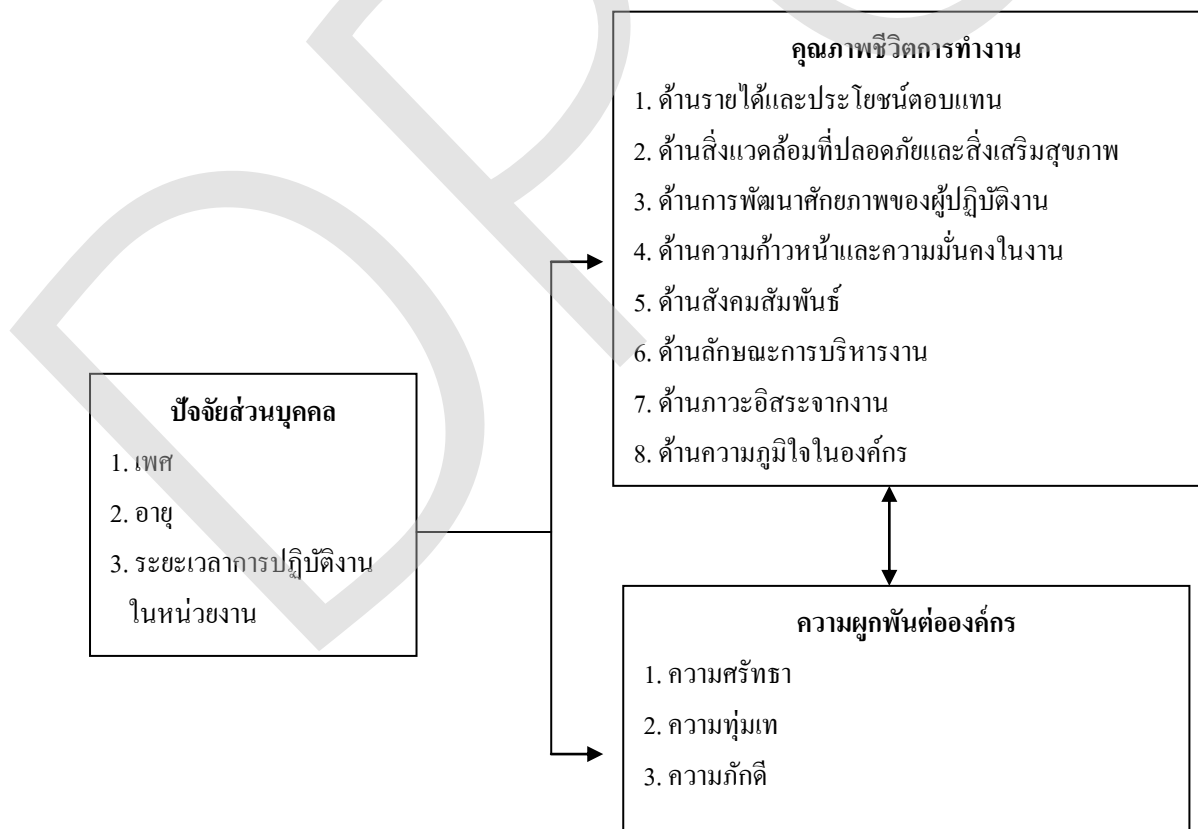 คุณภาพชีวิตการทำงาน
1. ด้านรายได้และประโยชน์ตอบแทน
2. ด้านสิ่งแวดล้อมที่ปลอดภัยและสิ่งเสริมสุขภาพ
3. ด้านการพัฒนาศักยภาพของผู้ปฏิบัติงาน
4. ด้านความก้าวหน้าและความมั่นคงในงาน
5. ด้านสังคมสัมพันธ์
6. ด้านลักษณะการบริหารงาน
7. ด้านภาวะอิสระจากงาน
8. ด้านความภูมิใจในองค์กร
ปัจจัยส่วนบุคคล
1. เพศ
2. อายุ
3. ระยะเวลาการปฏิบัติงาน
ในหน่วยงาน
ความผูกพันต่อองค์กร
1. ความศรัทธา
2. ความทุ่มเท
3. ความภักดี